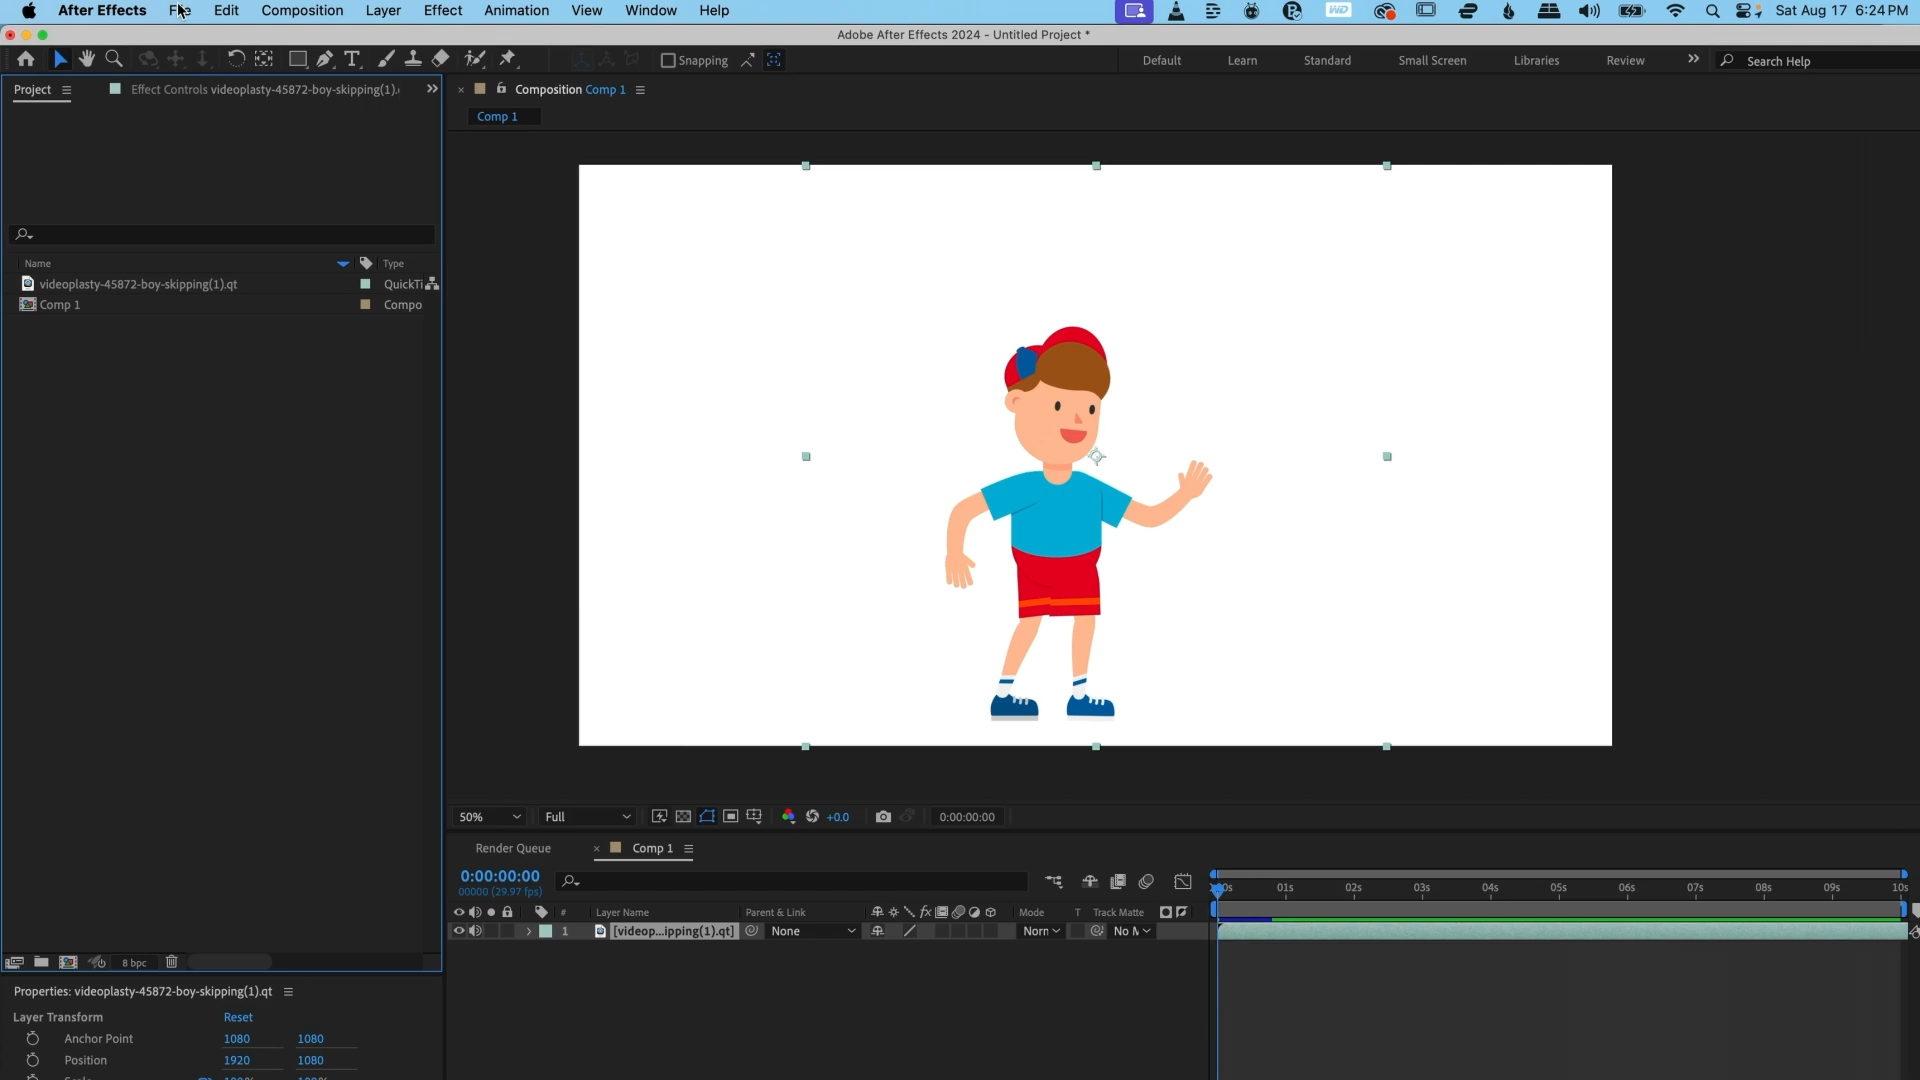 After Effects File Edit Composition Layer Effect Animation View Window Help Sat Aug 17 6:24 PM
Adobe After Effects 2024 - Untitled Project *
Snapping Default Learn Standard Small Screen Libraries Review Search Help
Project Effect Controls videoplasty-45872-boy-skipping(1).
Composition Comp 1
Comp 1
Name Type
videoplasty-45872-boy-skipping(1).qt QuickTi
Comp 1 Compo
8 bpc
Properties: videoplasty-45872-boy-skipping(1).qt
Layer Transform Reset
Anchor Point 1080 1080
Position 1920 1080
50% Full +0.0 0:00:00:00
Render Queue Comp 1
0:00:00:00
00000 (29.97 fps)
01s 02s 03s 04s 05s 06s 07s 08s 09s 10s
# Layer Name Parent & Link fx Mode T Track Matte
1 [videop...ipping(1).qt] None Norn No M